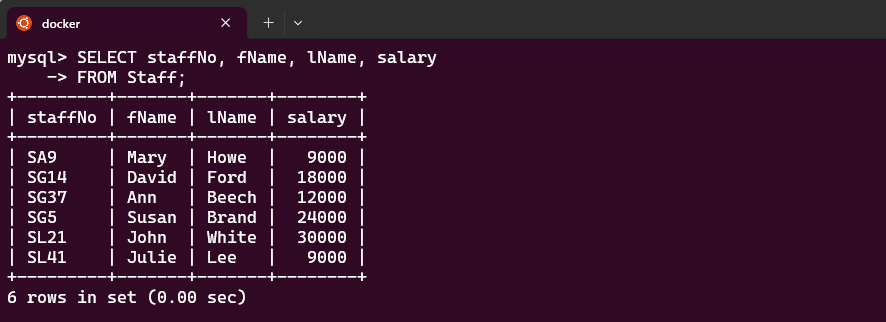 docker
mysql> SELECT staffNo, fName, lName, salary
    -> FROM Staff;
+---------+-------+-------+--------+
| staffNo | fName | lName | salary |
+---------+-------+-------+--------+
| SA9     | Mary  | Howe  |   9000 |
| SG14    | David | Ford  |  18000 |
| SG37    | Ann   | Beech |  12000 |
| SG5     | Susan | Brand |  24000 |
| SL21    | John  | White |  30000 |
| SL41    | Julie | Lee   |   9000 |
+---------+-------+-------+--------+
6 rows in set (0.00 sec)